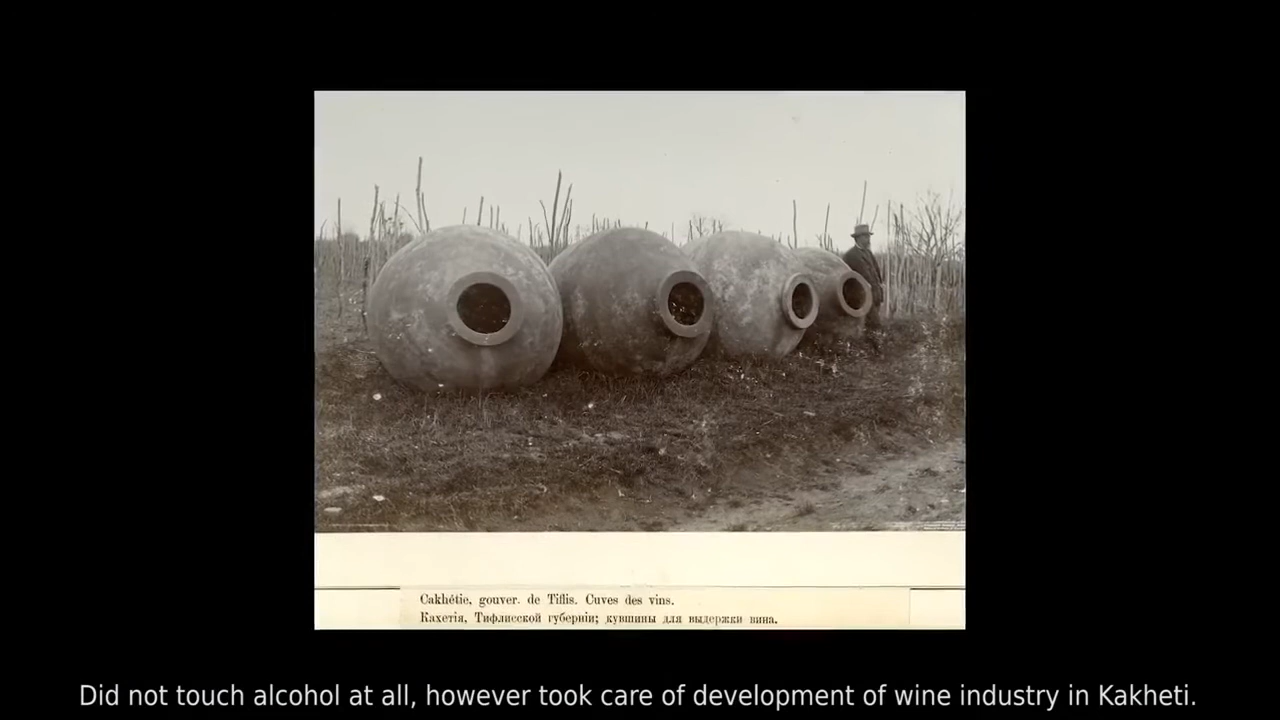 Cakhétie, gouver. de Tiflis. Cuves des vins.
Кахетія, Тифлисской губерніи; кувшины для выдержки вина.
Did not touch alcohol at all, however took care of development of wine industry in Kakheti.